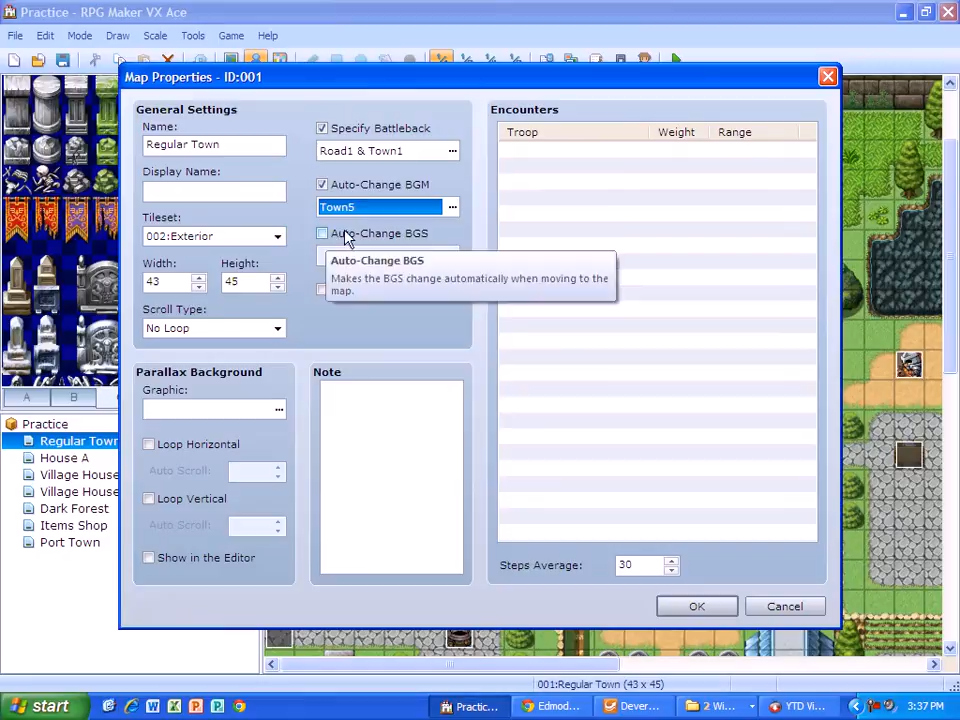 Practice - RPG Maker VX Ace
File Edit Mode Draw Scale Tools Game Help
Map Properties - ID:001
General Settings
Name:
Regular Town
Display Name:
Tileset:
002:Exterior
Width: Height:
43 45
Scroll Type:
No Loop
Specify Battleback
Road1 & Town1
Auto-Change BGM
Town5
Auto-Change BGS
Auto-Change BGS
Makes the BGS change automatically when moving to the
map.
Encounters
Troop Weight Range
Steps Average: 30
Parallax Background
Graphic:
Loop Horizontal
Auto Scroll:
Loop Vertical
Auto Scroll:
Show in the Editor
Note
OK Cancel
A B
Practice
Regular Town
House A
Village House
Village House
Dark Forest
Items Shop
Port Town
001:Regular Town (43 x 45)
start
Practic...
Edmod...
Dever...
2 Win...
YTD Vi...
3:37 PM